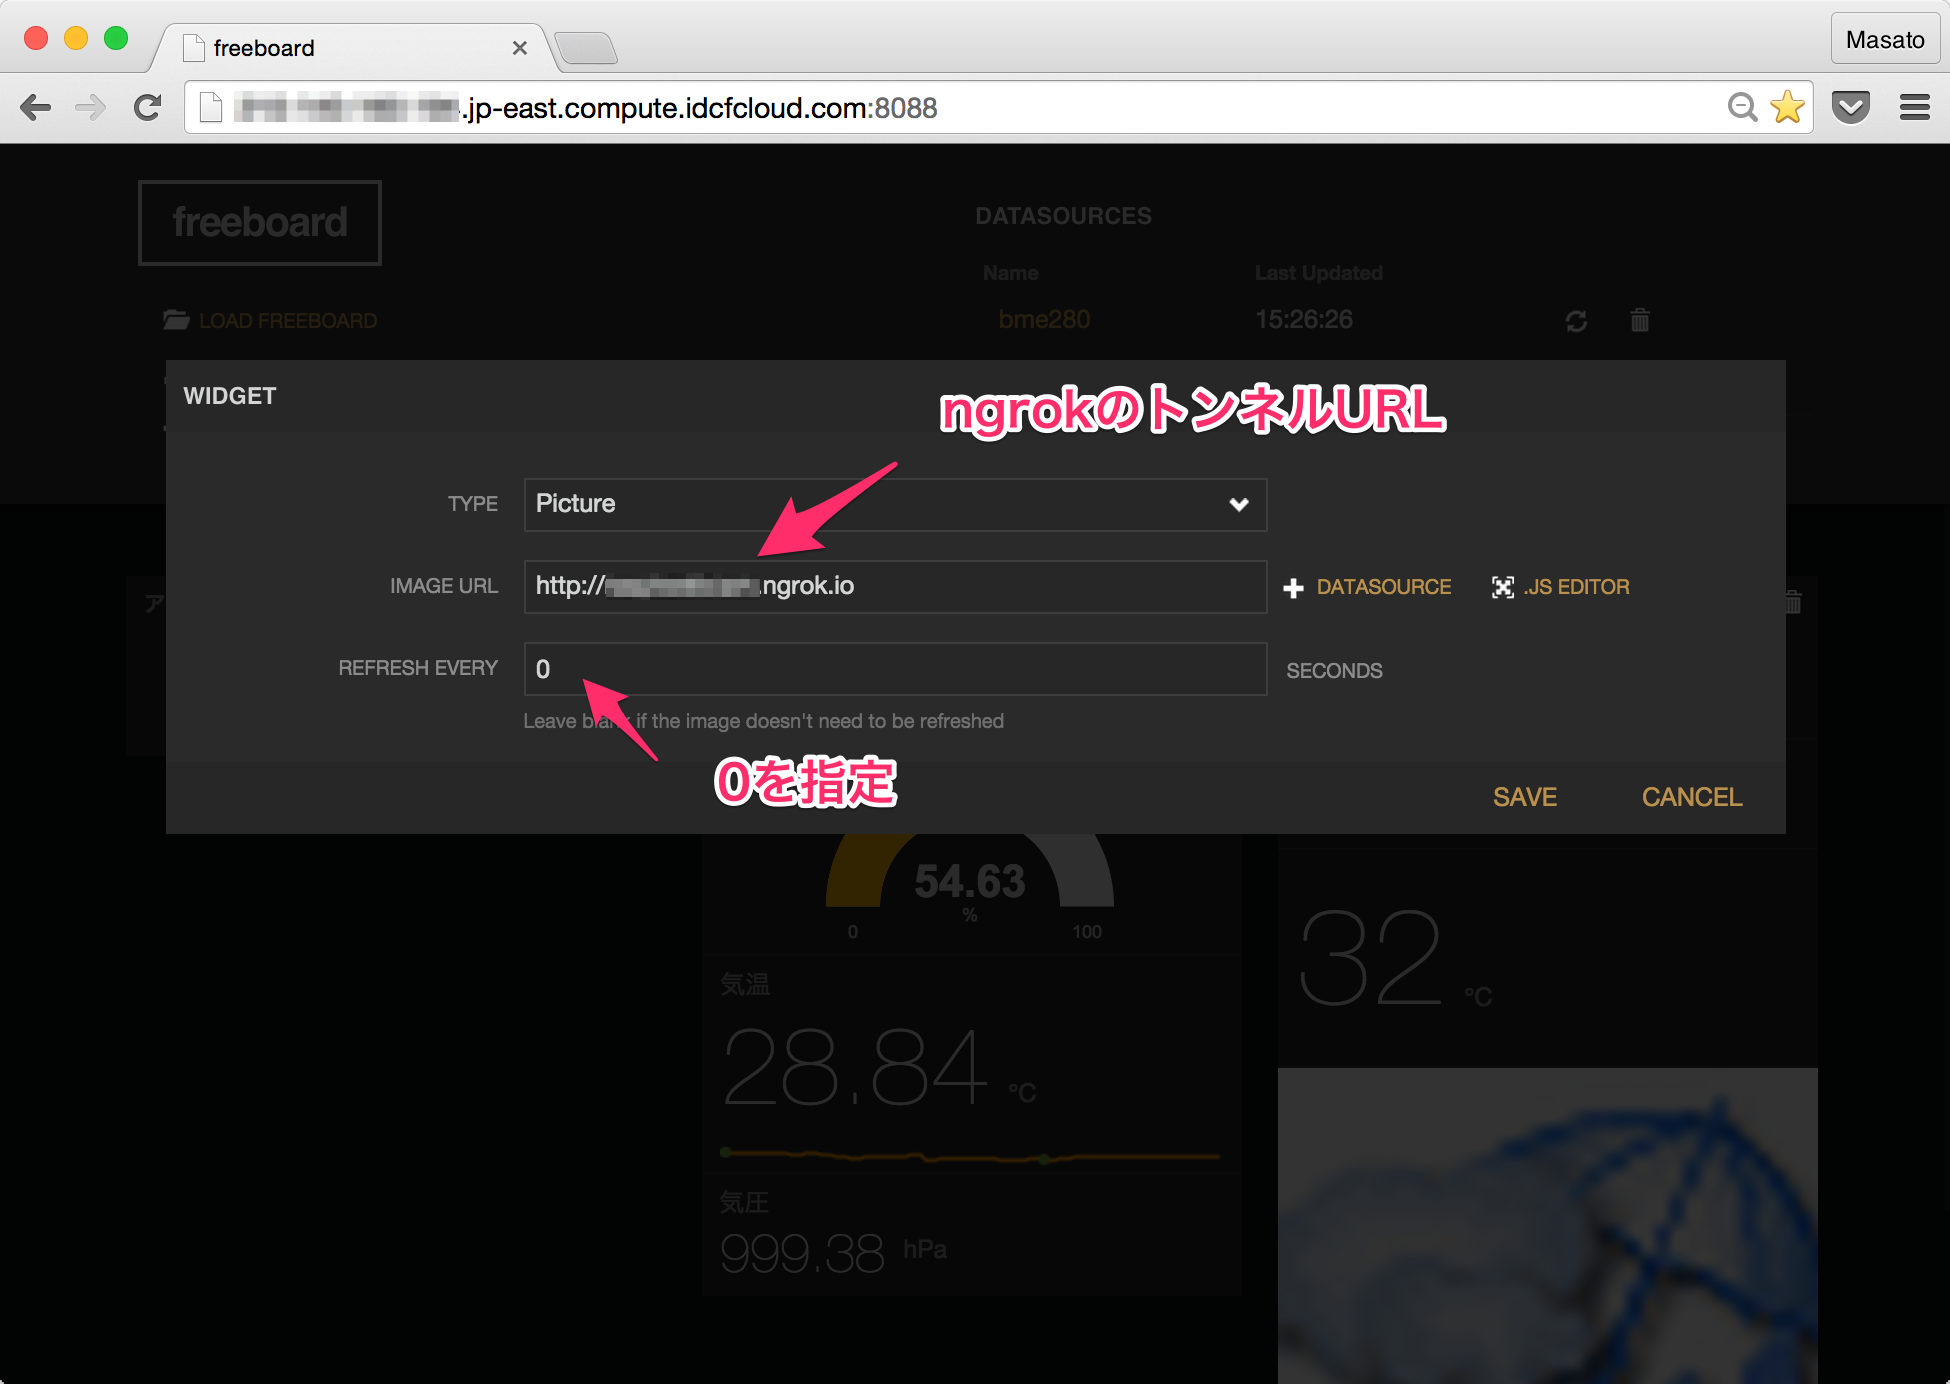 freeboard
Masato
.jp-east.compute.idcfcloud.com:8088
freeboard
DATASOURCES
Name Last Updated
LOAD FREEBOARD
bme280 15:26:26
WIDGET
ngrokのトンネルURL
TYPE Picture
IMAGE URL http:// .ngrok.io DATASOURCE .JS EDITOR
ア
REFRESH EVERY 0 SECONDS
Leave blank if the image doesn't need to be refreshed
0を指定
SAVE CANCEL
54.63
%
0 100
32 °C
気温
28.84 °C
気圧
999.38 hPa